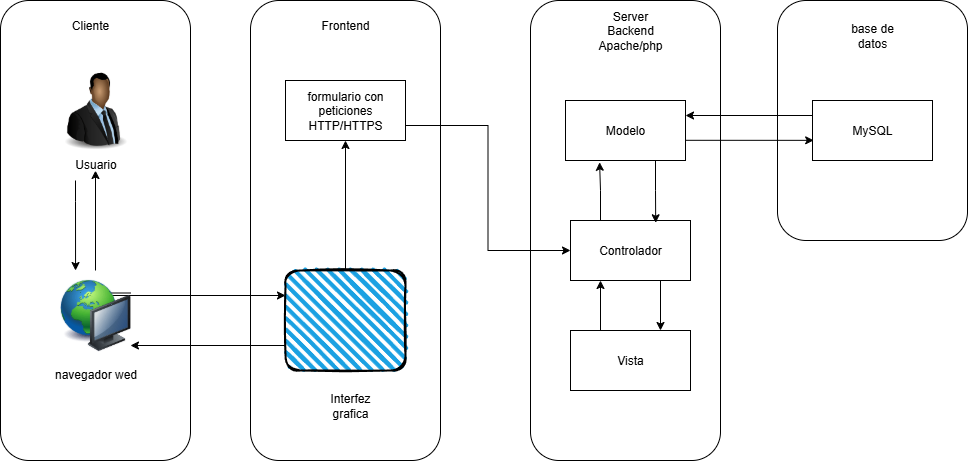 Cliente
Usuario
navegador wed
Frontend
formulario con
peticiones
HTTP/HTTPS
Interfez
grafica
Server
Backend
Apache/php
Modelo
Controlador
Vista
base de
datos
MySQL